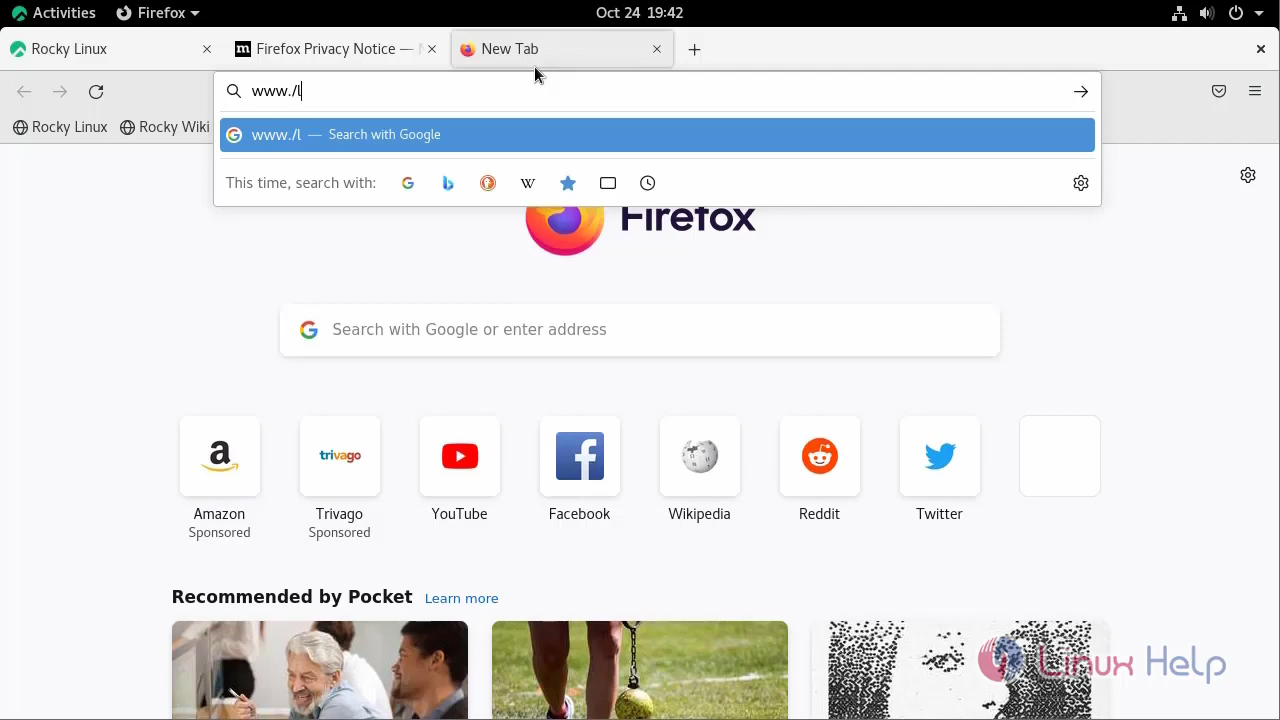 Activities Firefox Oct 24 19:42
Rocky Linux Firefox Privacy Notice — New Tab
www./l
Rocky Linux Rocky Wiki
www./l — Search with Google
This time, search with:
Firefox
Search with Google or enter address
a trivago
Amazon Trivago YouTube Facebook Wikipedia Reddit Twitter
Sponsored Sponsored
Recommended by Pocket Learn more
Linux Help